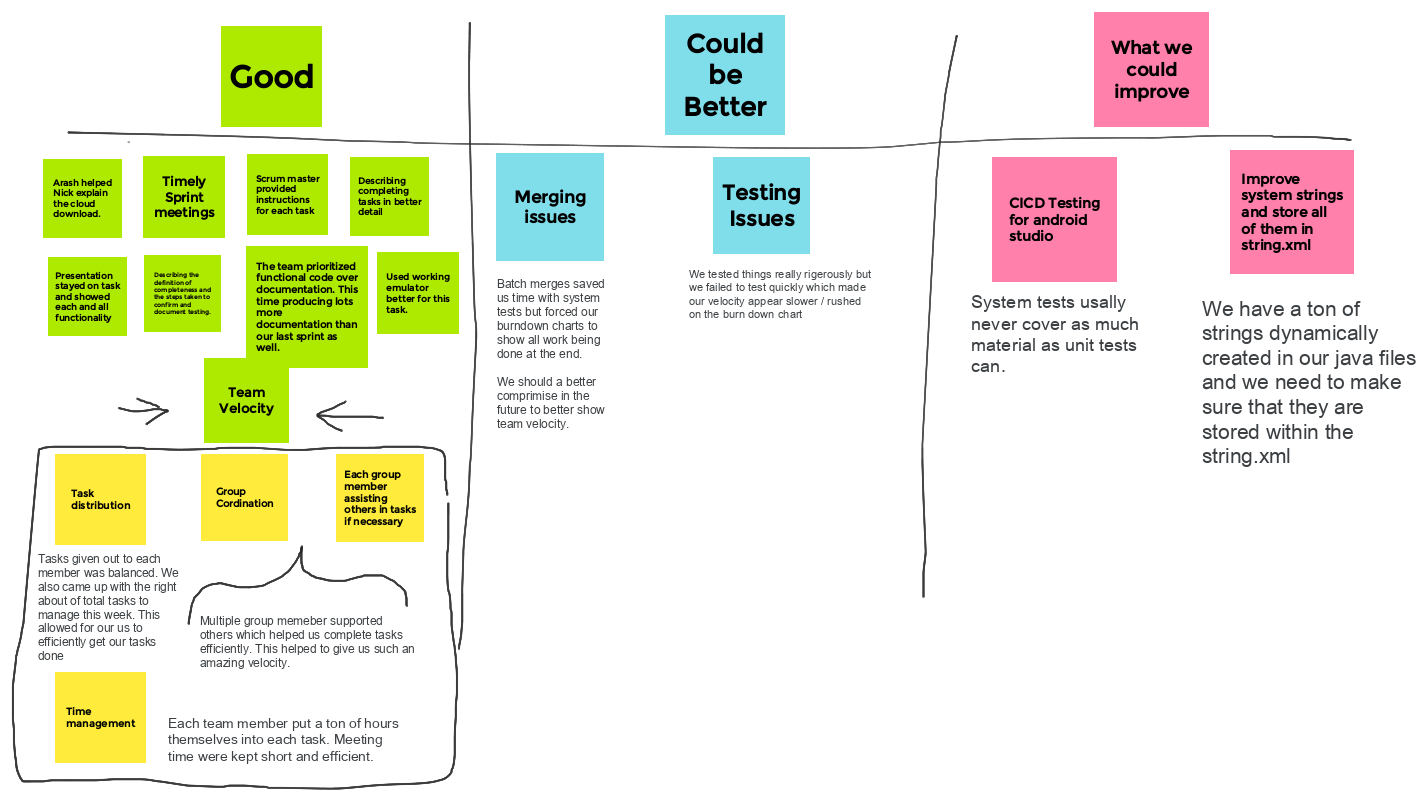 Good
Could
be
Better
What we
could
improve
Arash helped
Nick explain
the cloud
download.
Timely
Sprint
meetings
Scrum master
provided
instructions
for each task
Describing
completing
tasks in better
detail
Presentation
stayed on task
and showed
each and all
functionality
Describing the
definition of
completeness and
the steps taken to
confirm and
document testing.
The team prioritized
functional code over
documentation. This
time producing lots
more
documentation than
our last sprint as
well.
Used working
emulator
better for this
task.
Team
Velocity
Task
distribution
Group
Cordination
Each group
member
assisting
others in tasks
if necessary
Tasks given out to each
member was balanced. We
also came up with the right
about of total tasks to
manage this week. This
allowed for our us to
efficiently get our tasks
done
Multiple group memeber supported
others which helped us complete tasks
efficiently. This helped to give us such an
amazing velocity.
Time
management
Each team member put a ton of hours
themselves into each task. Meeting
time were kept short and efficient.
Merging
issues
Batch merges saved
us time with system
tests but forced our
burndown charts to
show all work being
done at the end.
We should a better
comprimise in the
future to better show
team velocity.
Testing
Issues
We tested things really rigerously but
we failed to test quickly which made
our velocity appear slower / rushed
on the burn down chart
CICD Testing
for android
studio
System tests usally
never cover as much
material as unit tests
can.
Improve
system strings
and store all
of them in
string.xml
We have a ton of
strings dynamically
created in our java files
and we need to make
sure that they are
stored within the
string.xml